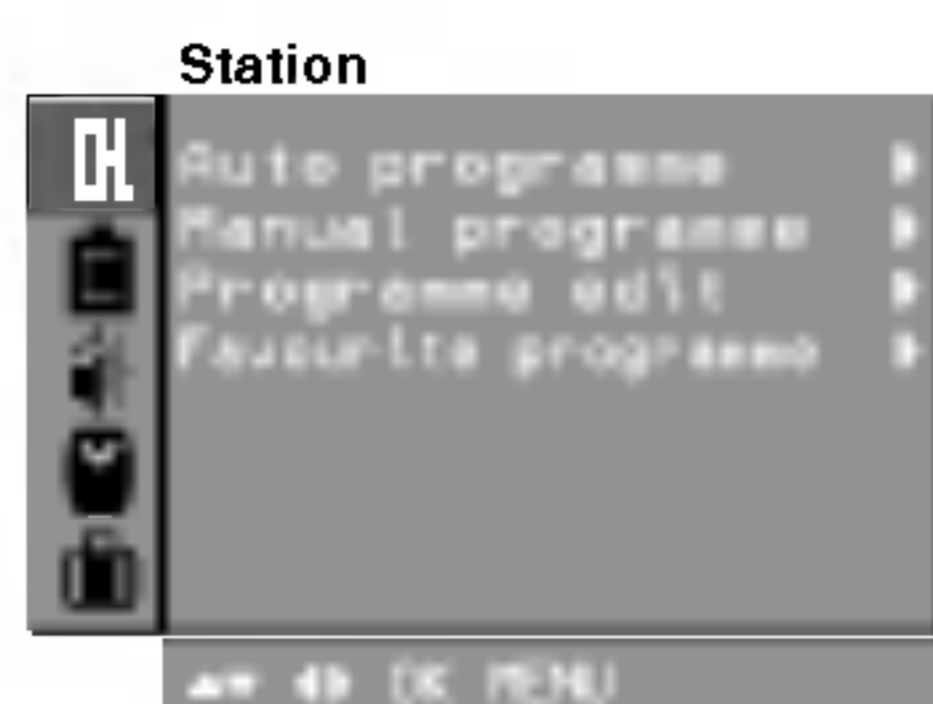 Station
CH
Auto programme
Manual programme
Programme edit
Favourite programme
OK MENU